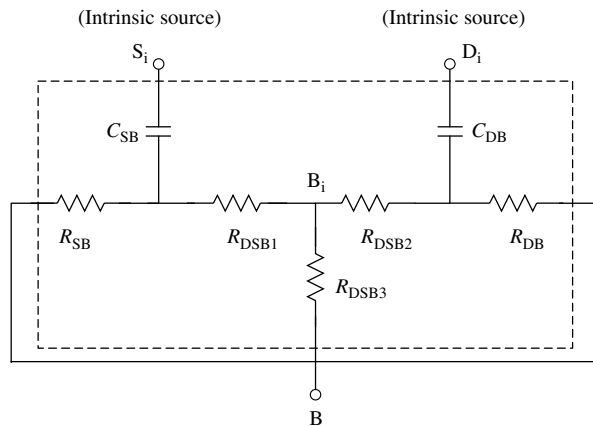 (Intrinsic source) (Intrinsic source)
S_i D_i
C_SB C_DB
B_i
R_SB R_DSB1 R_DSB2 R_DB
R_DSB3
B